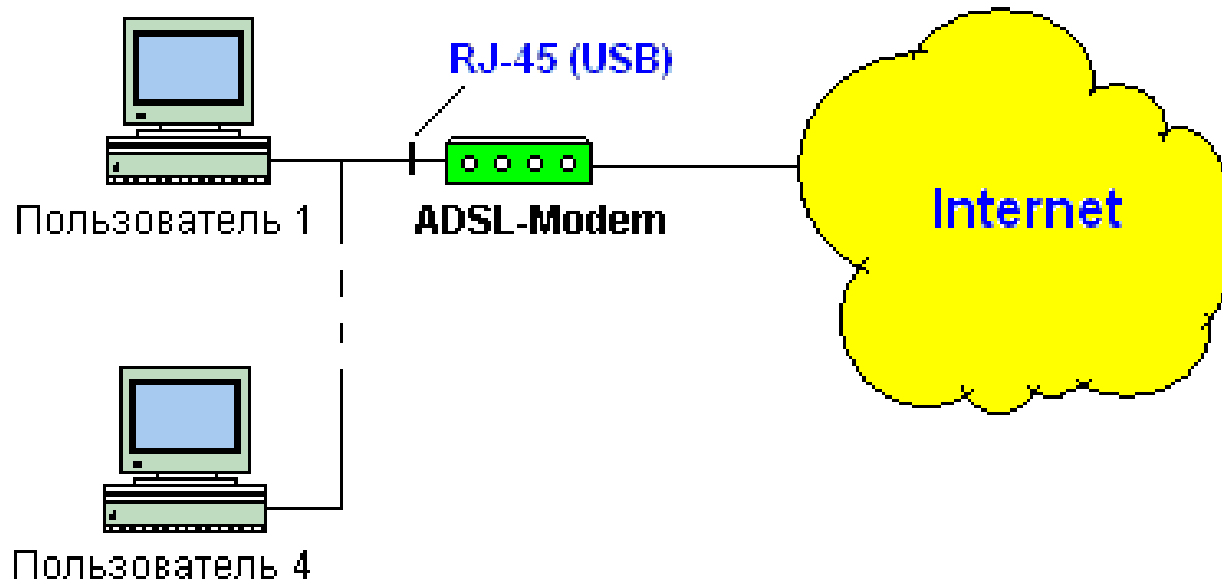 RJ-45 (USB)
Пользователь 1
ADSL-Modem
Internet
Пользователь 4